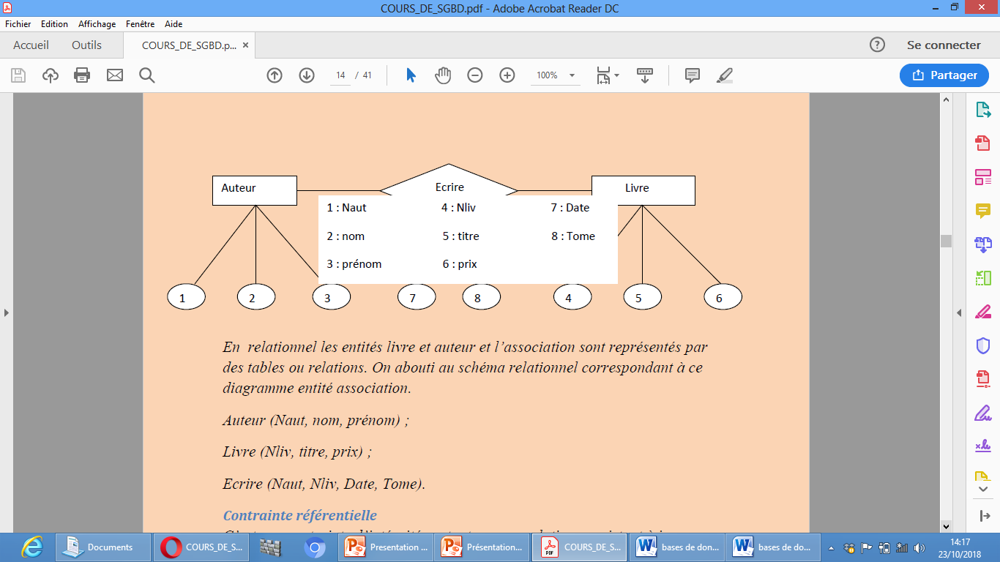 COURS_DE_SGBD.pdf - Adobe Acrobat Reader DC
Fichier Edition Affichage Fenêtre Aide
Accueil Outils COURS_DE_SGBD.p... × Se connecter
14 / 41 100% Partager
Auteur Ecrire Livre
1 : Naut 4 : Nliv 7 : Date
2 : nom 5 : titre 8 : Tome
3 : prénom 6 : prix
1 2 3 7 8 4 5 6
En relationnel les entités livre et auteur et l'association sont représentés par
des tables ou relations. On abouti au schéma relationnel correspondant à ce
diagramme entité association.
Auteur (Naut, nom, prénom) ;
Livre (Nliv, titre, prix) ;
Ecrire (Naut, Nliv, Date, Tome).
Contrainte référentielle
Documents COURS_DE_S... Presentation ... Présentation... COURS_DE_S... bases de don... bases de do... 14:17
23/10/2018